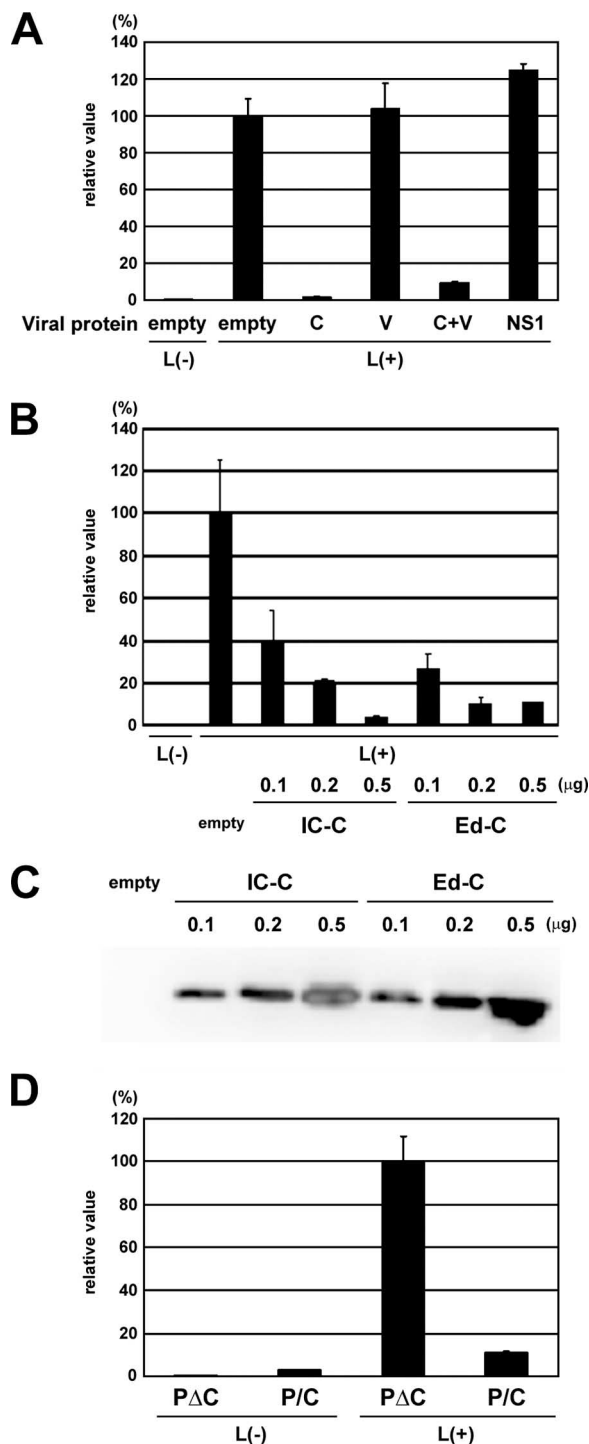 A
(%)
140
120
100
80
60
40
20
0
relative value
Viral protein empty empty C V C+V NS1
L(-) L(+)
B
(%)
140
120
100
80
60
40
20
0
relative value
L(-) L(+)
0.1 0.2 0.5 0.1 0.2 0.5 (μg)
empty IC-C Ed-C
C
empty IC-C Ed-C
0.1 0.2 0.5 0.1 0.2 0.5 (μg)
D
(%)
120
100
80
60
40
20
0
relative value
PΔC P/C PΔC P/C
L(-) L(+)